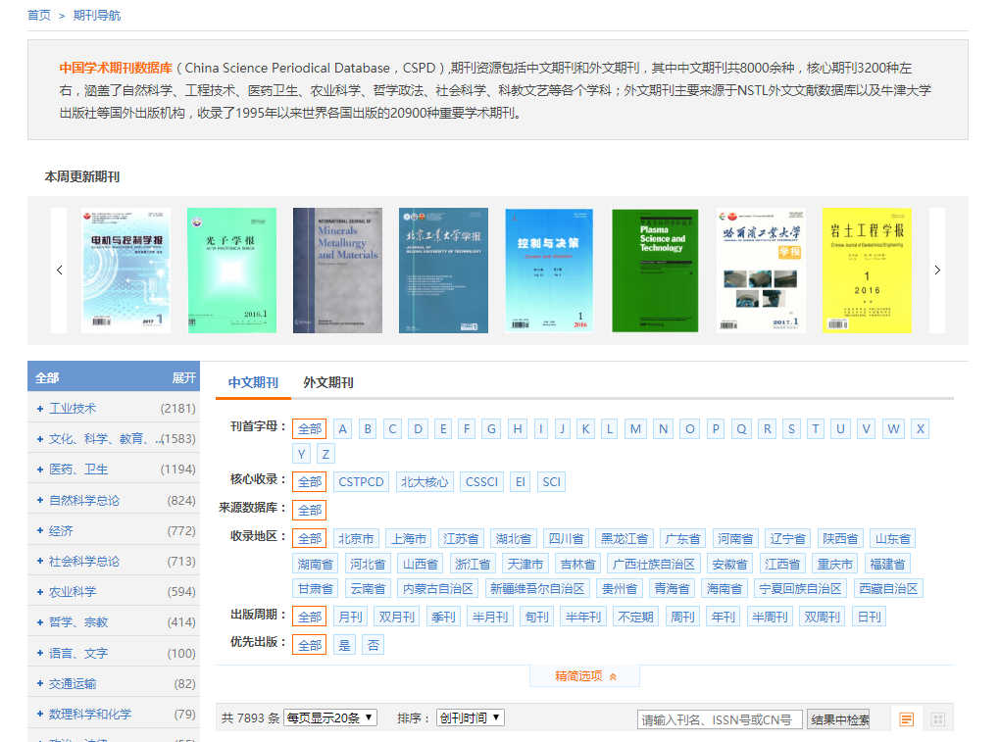 首页 > 期刊导航
中国学术期刊数据库（China Science Periodical Database，CSPD）,期刊资源包括中文期刊和外文期刊，其中中文期刊共8000余种，核心期刊3200种左
右，涵盖了自然科学、工程技术、医药卫生、农业科学、哲学政法、社会科学、科教文艺等各个学科；外文期刊主要来源于NSTL外文文献数据库以及牛津大学
出版社等国外出版机构，收录了1995年以来世界各国出版的20900种重要学术期刊。
本周更新期刊
电机与控制学报
2017 1
光子学报
ACTA PHOTONICA SINICA
2016.1
INTERNATIONAL JOURNAL OF
Minerals
Metallurgy
and Materials
北京工业大学学报
JOURNAL OF
BEIJING UNIVERSITY OF TECHNOLOGY
控制与决策
Control and Decision
1
2016
Plasma
Science and
Technology
哈尔滨工业大学
学报
2017.1
岩土工程学报
Chinese Journal of Geotechnical Engineering
1
2016
全部 展开
工业技术 (2181)
文化、科学、教育、...(1583)
医药、卫生 (1194)
自然科学总论 (824)
经济 (772)
社会科学总论 (713)
农业科学 (594)
哲学、宗教 (414)
语言、文字 (100)
交通运输 (82)
数理科学和化学 (79)
中文期刊 外文期刊
刊首字母： 全部 A B C D E F G H I J K L M N O P Q R S T U V W X
Y Z
核心收录： 全部 CSTPCD 北大核心 CSSCI EI SCI
来源数据库： 全部
收录地区： 全部 北京市 上海市 江苏省 湖北省 四川省 黑龙江省 广东省 河南省 辽宁省 陕西省 山东省
湖南省 河北省 山西省 浙江省 天津市 吉林省 广西壮族自治区 安徽省 江西省 重庆市 福建省
甘肃省 云南省 内蒙古自治区 新疆维吾尔自治区 贵州省 青海省 海南省 宁夏回族自治区 西藏自治区
出版周期： 全部 月刊 双月刊 季刊 半月刊 旬刊 半年刊 不定期 周刊 年刊 半周刊 双周刊 日刊
优先出版： 全部 是 否
精简选项
共 7893 条 每页显示20条 排序： 创刊时间 请输入刊名、ISSN号或CN号 结果中检索